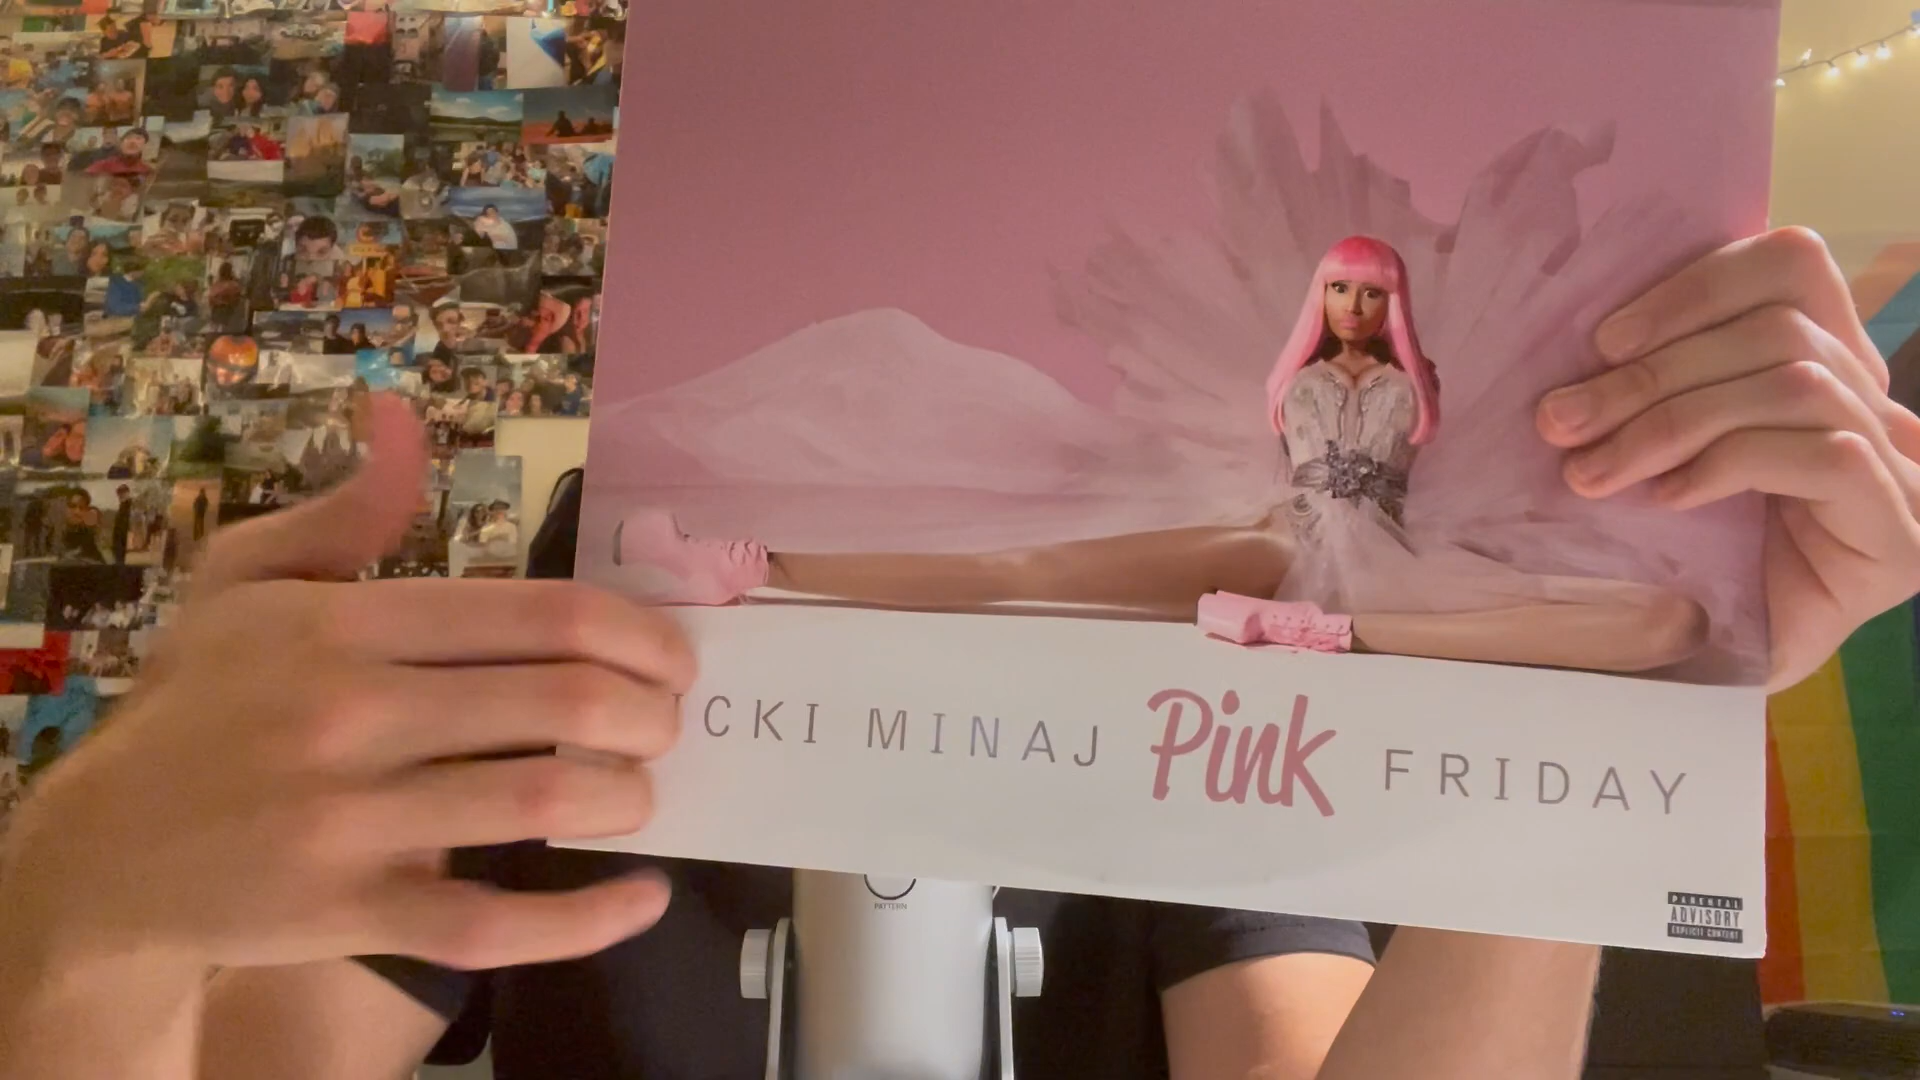 ICKI MINAJ Pink FRIDAY
PARENTAL
ADVISORY
EXPLICIT CONTENT
PATTERN